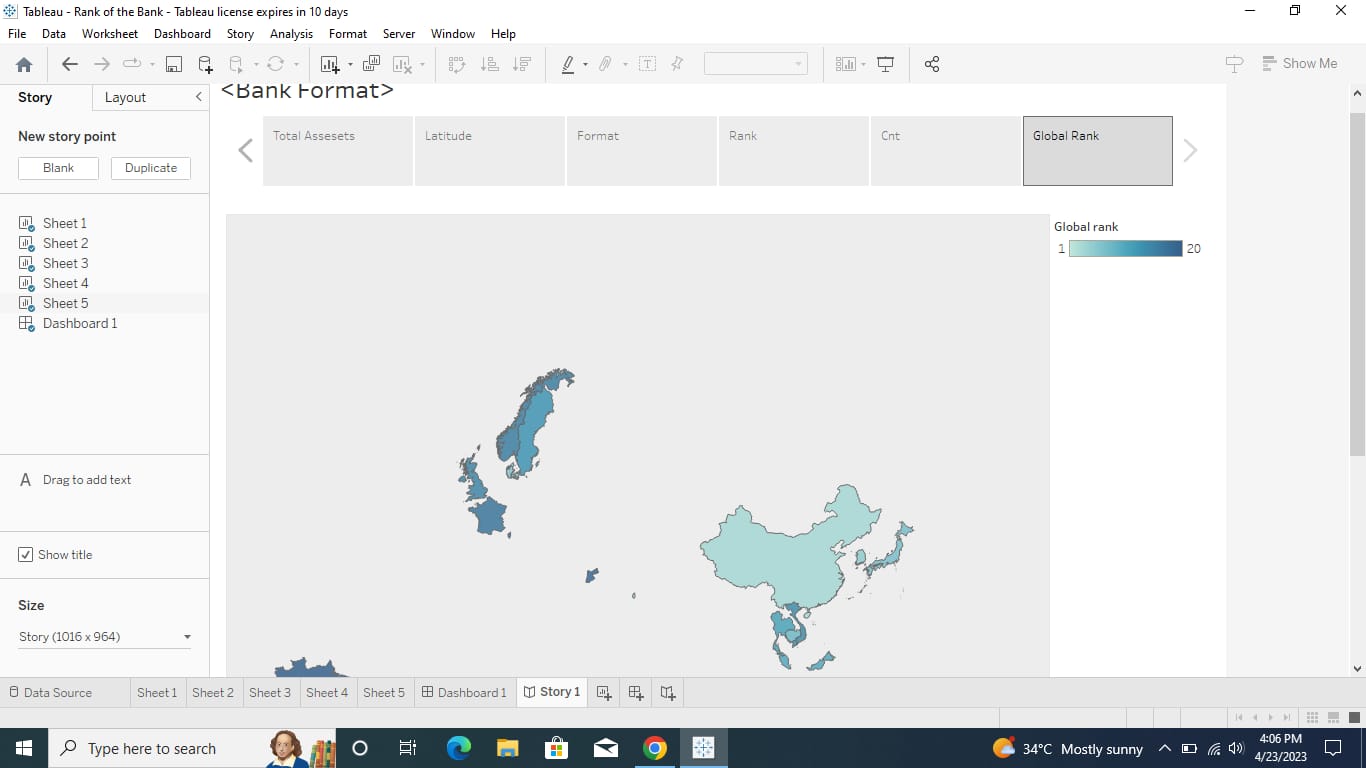 Tableau - Rank of the Bank - Tableau license expires in 10 days
File Data Worksheet Dashboard Story Analysis Format Server Window Help
Show Me
Story Layout
<Bank Format>
New story point
Blank Duplicate
Total Assesets Latitude Format Rank Cnt Global Rank
Sheet 1
Sheet 2
Sheet 3
Sheet 4
Sheet 5
Dashboard 1
Global rank
1 20
A Drag to add text
Show title
Size
Story (1016 x 964)
Data Source Sheet 1 Sheet 2 Sheet 3 Sheet 4 Sheet 5 Dashboard 1 Story 1
Type here to search
34°C Mostly sunny
4:06 PM
4/23/2023